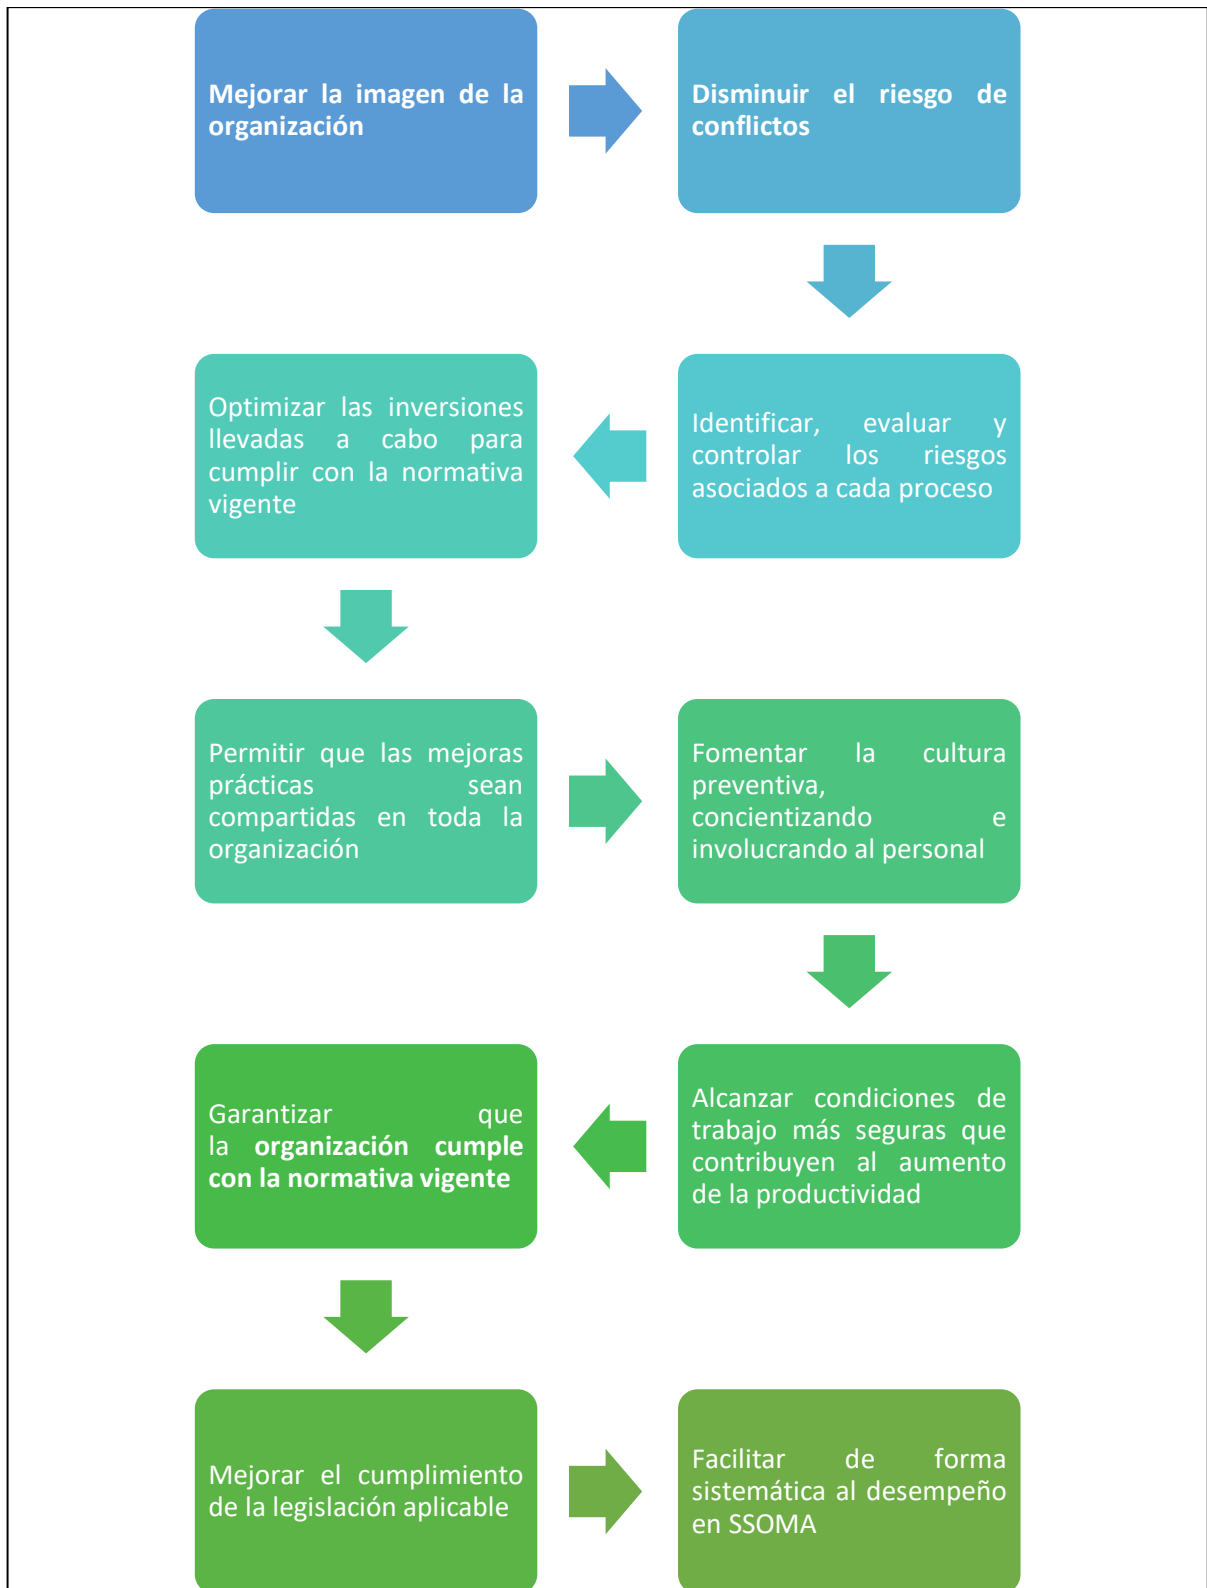 Mejorar la imagen de la
organización
Disminuir el riesgo de
conflictos
Identificar, evaluar y
controlar los riesgos
asociados a cada proceso
Optimizar las inversiones
llevadas a cabo para
cumplir con la normativa
vigente
Permitir que las mejoras
prácticas sean
compartidas en toda la
organización
Fomentar la cultura
preventiva,
concientizando e
involucrando al personal
Alcanzar condiciones de
trabajo más seguras que
contribuyen al aumento
de la productividad
Garantizar que
la organización cumple
con la normativa vigente
Mejorar el cumplimiento
de la legislación aplicable
Facilitar de forma
sistemática al desempeño
en SSOMA